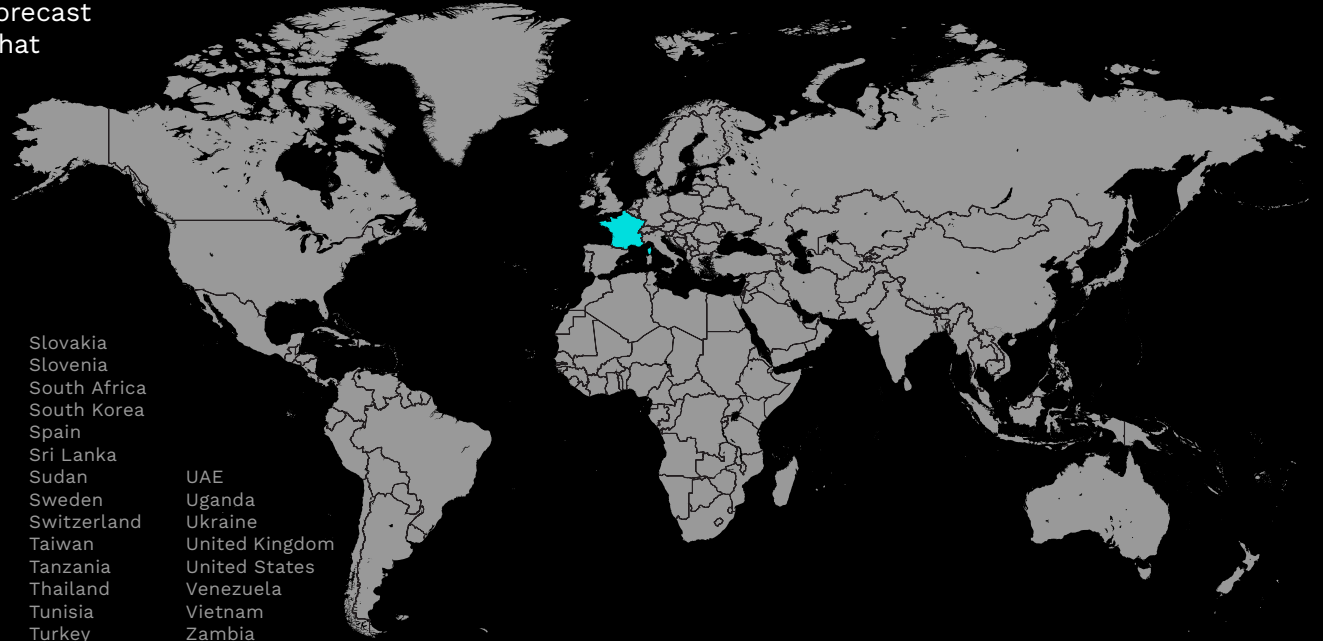 orecast
hat
Slovakia
Slovenia
South Africa
South Korea
Spain
Sri Lanka
Sudan
Sweden
Switzerland
Taiwan
Tanzania
Thailand
Tunisia
Turkey
UAE
Uganda
Ukraine
United Kingdom
United States
Venezuela
Vietnam
Zambia